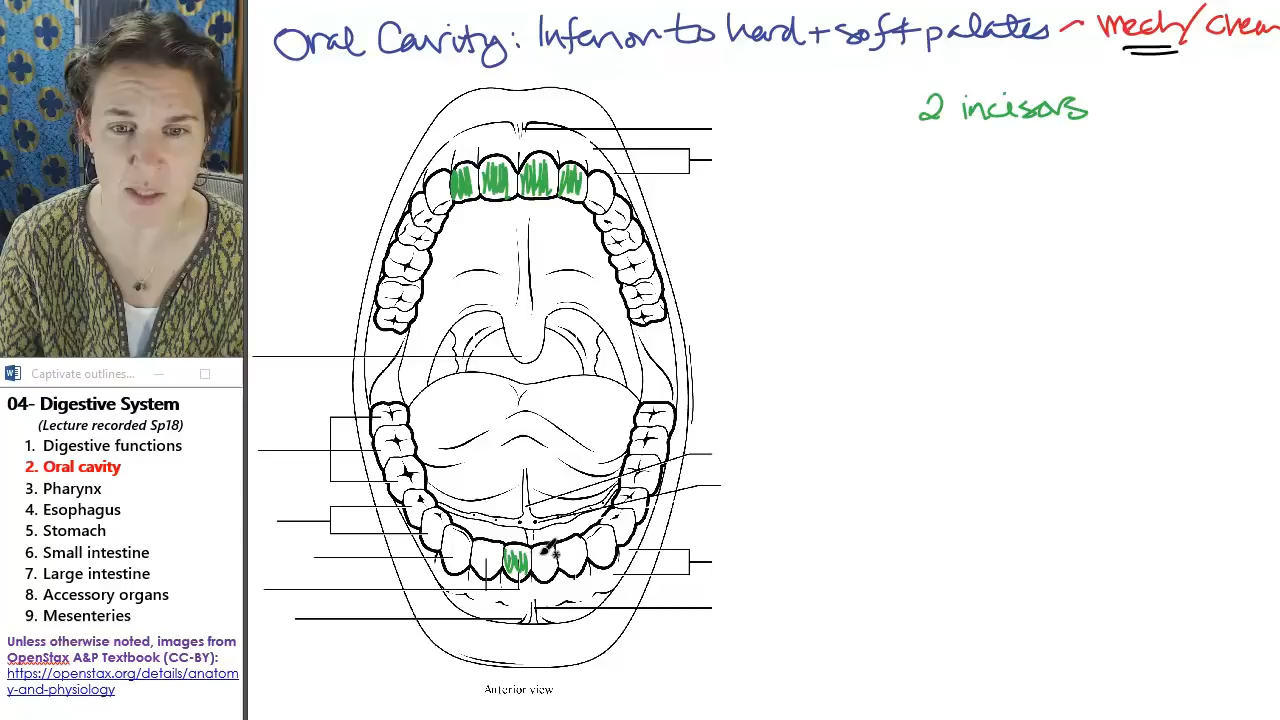 Oral Cavity: Inferior to hard + soft palates - mech/chem
2 incisors
Captivate outlines...
04- Digestive System
(Lecture recorded Sp18)
1. Digestive functions
2. Oral cavity
3. Pharynx
4. Esophagus
5. Stomach
6. Small intestine
7. Large intestine
8. Accessory organs
9. Mesenteries
Unless otherwise noted, images from
OpenStax A&P Textbook (CC-BY):
https://openstax.org/details/anatom
y-and-physiology
Anterior view